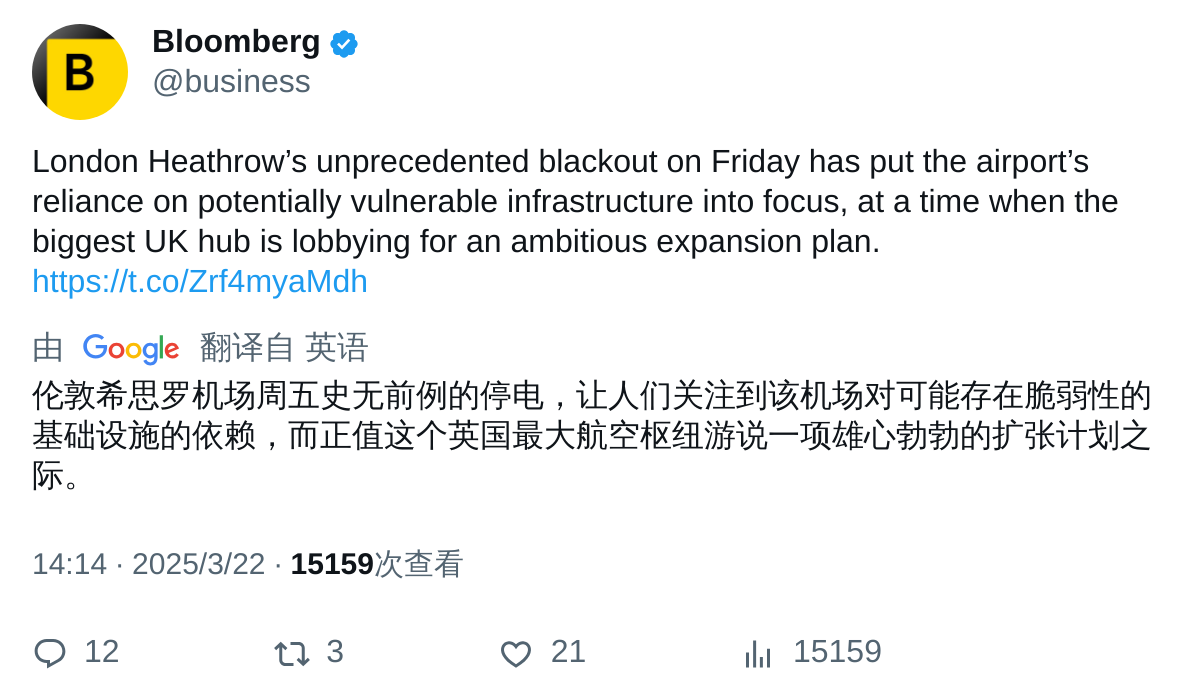 B
Bloomberg
@business
London Heathrow’s unprecedented blackout on Friday has put the airport’s
reliance on potentially vulnerable infrastructure into focus, at a time when the
biggest UK hub is lobbying for an ambitious expansion plan.
https://t.co/Zrf4myaMdh
由 Google 翻译自 英语
伦敦希思罗机场周五史无前例的停电，让人们关注到该机场对可能存在脆弱性的
基础设施的依赖，而正值这个英国最大航空枢纽游说一项雄心勃勃的扩张计划之
际。
14:14 · 2025/3/22 · 15159次查看
12 3 21 15159